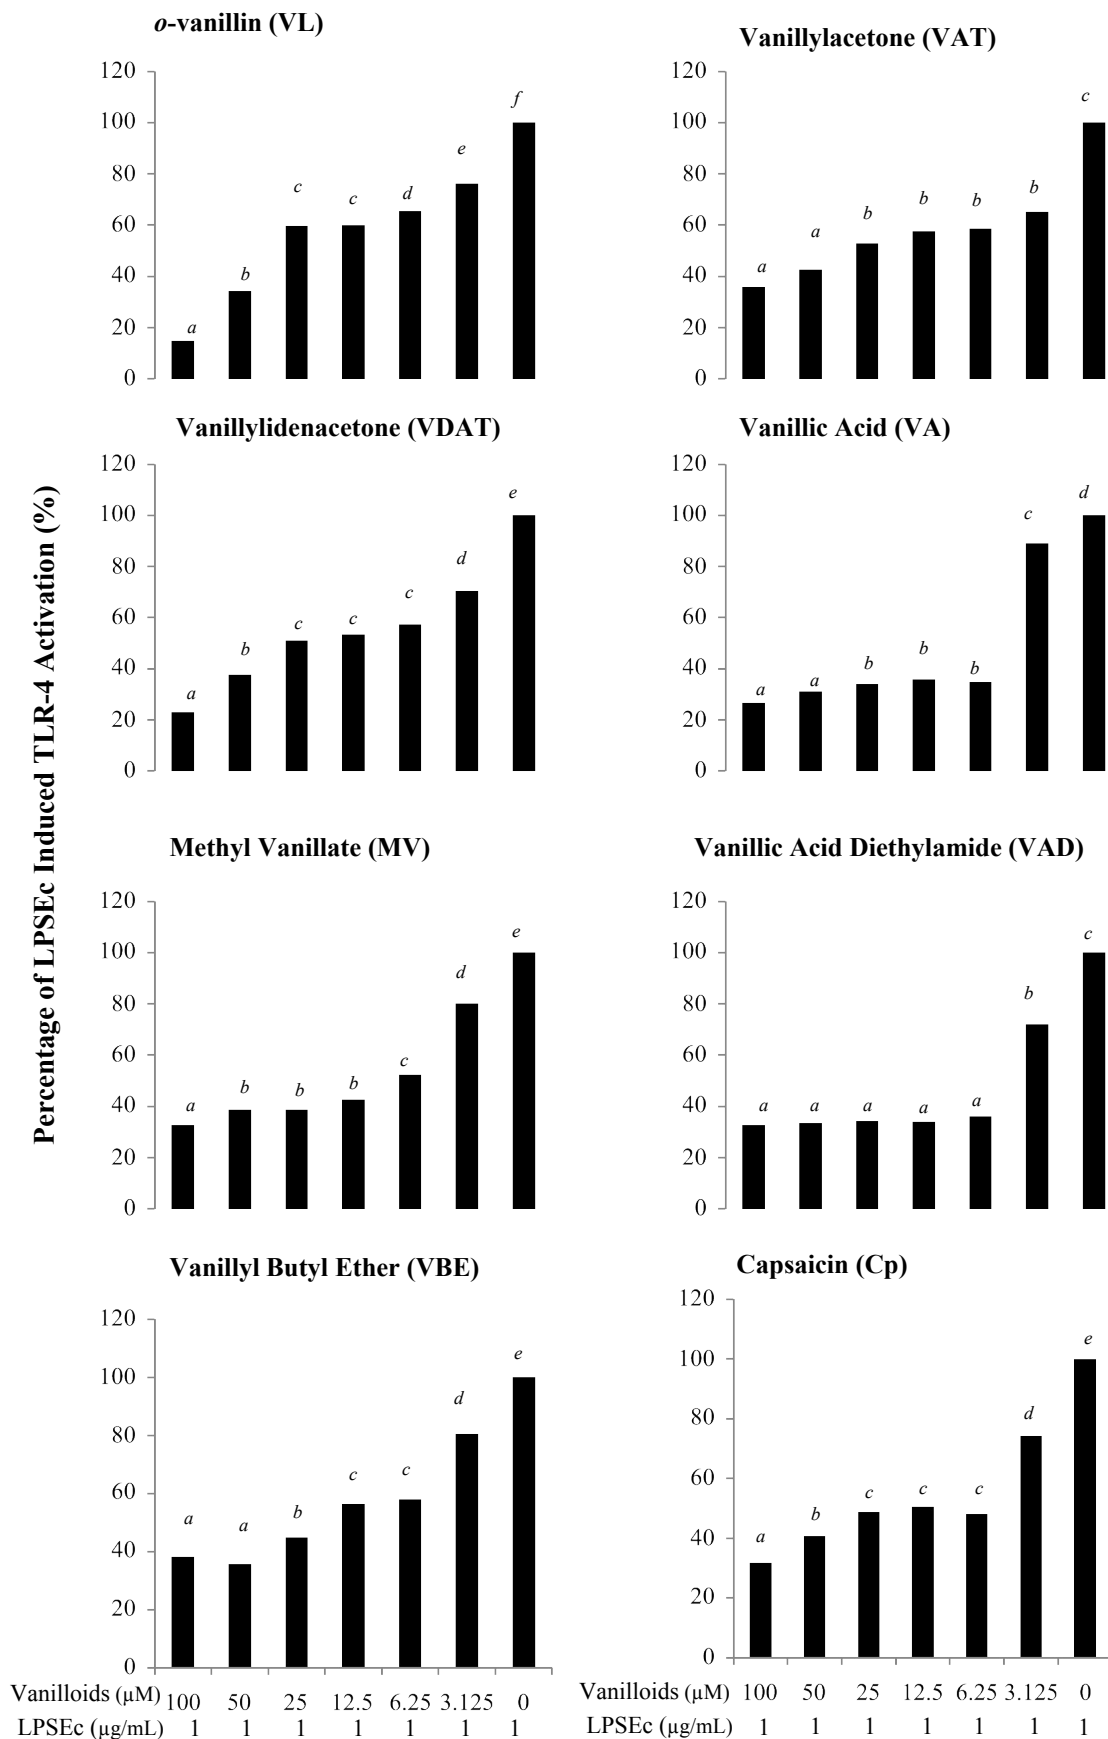 o-vanillin (VL)
120
100
80
60
40
20
0
a
b
c
c
d
e
f
Vanillylacetone (VAT)
120
100
80
60
40
20
0
a
a
b
b
b
b
c
Percentage of LPSEc Induced TLR-4 Activation (%)
Vanillylidenacetone (VDAT)
120
100
80
60
40
20
0
a
b
c
c
c
d
e
Vanillic Acid (VA)
120
100
80
60
40
20
0
a
a
b
b
b
c
d
Methyl Vanillate (MV)
120
100
80
60
40
20
0
a
b
b
b
c
d
e
Vanillic Acid Diethylamide (VAD)
120
100
80
60
40
20
0
a
a
a
a
a
b
c
Vanillyl Butyl Ether (VBE)
120
100
80
60
40
20
0
a
a
b
c
c
d
e
Vanilloids (µM) 100 50 25 12.5 6.25 3.125 0
LPSEc (µg/mL) 1 1 1 1 1 1 1
Capsaicin (Cp)
120
100
80
60
40
20
0
a
b
c
c
c
d
e
Vanilloids (µM) 100 50 25 12.5 6.25 3.125 0
LPSEc (µg/mL) 1 1 1 1 1 1 1